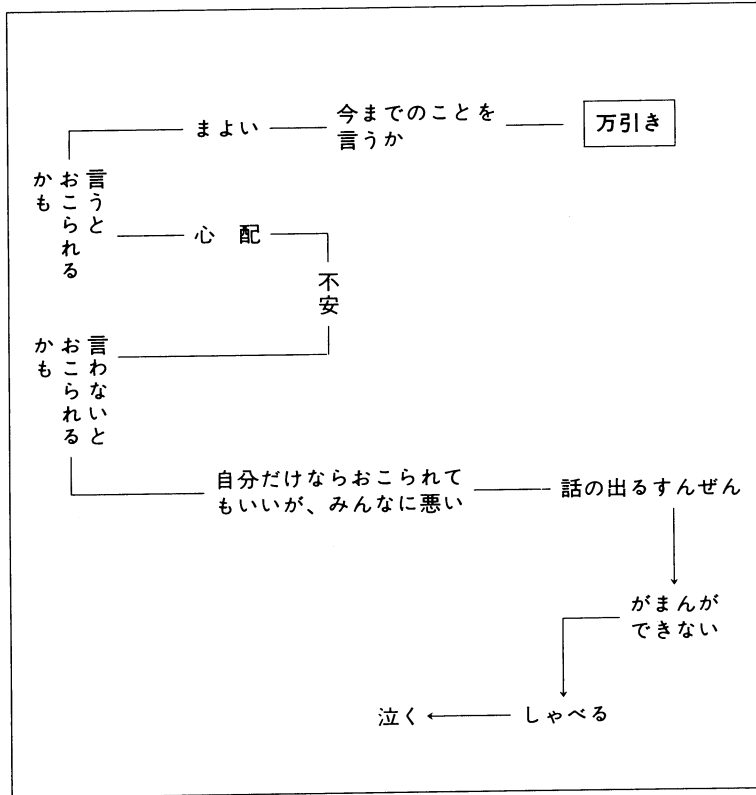 万引き
今までのことを
言うか
まよい
言うと
おこられる
かも
心配
不安
言わないと
おこられる
かも
自分だけならおこられて
もいいが、みんなに悪い
話の出るすんぜん
がまんが
できない
しゃべる
泣く